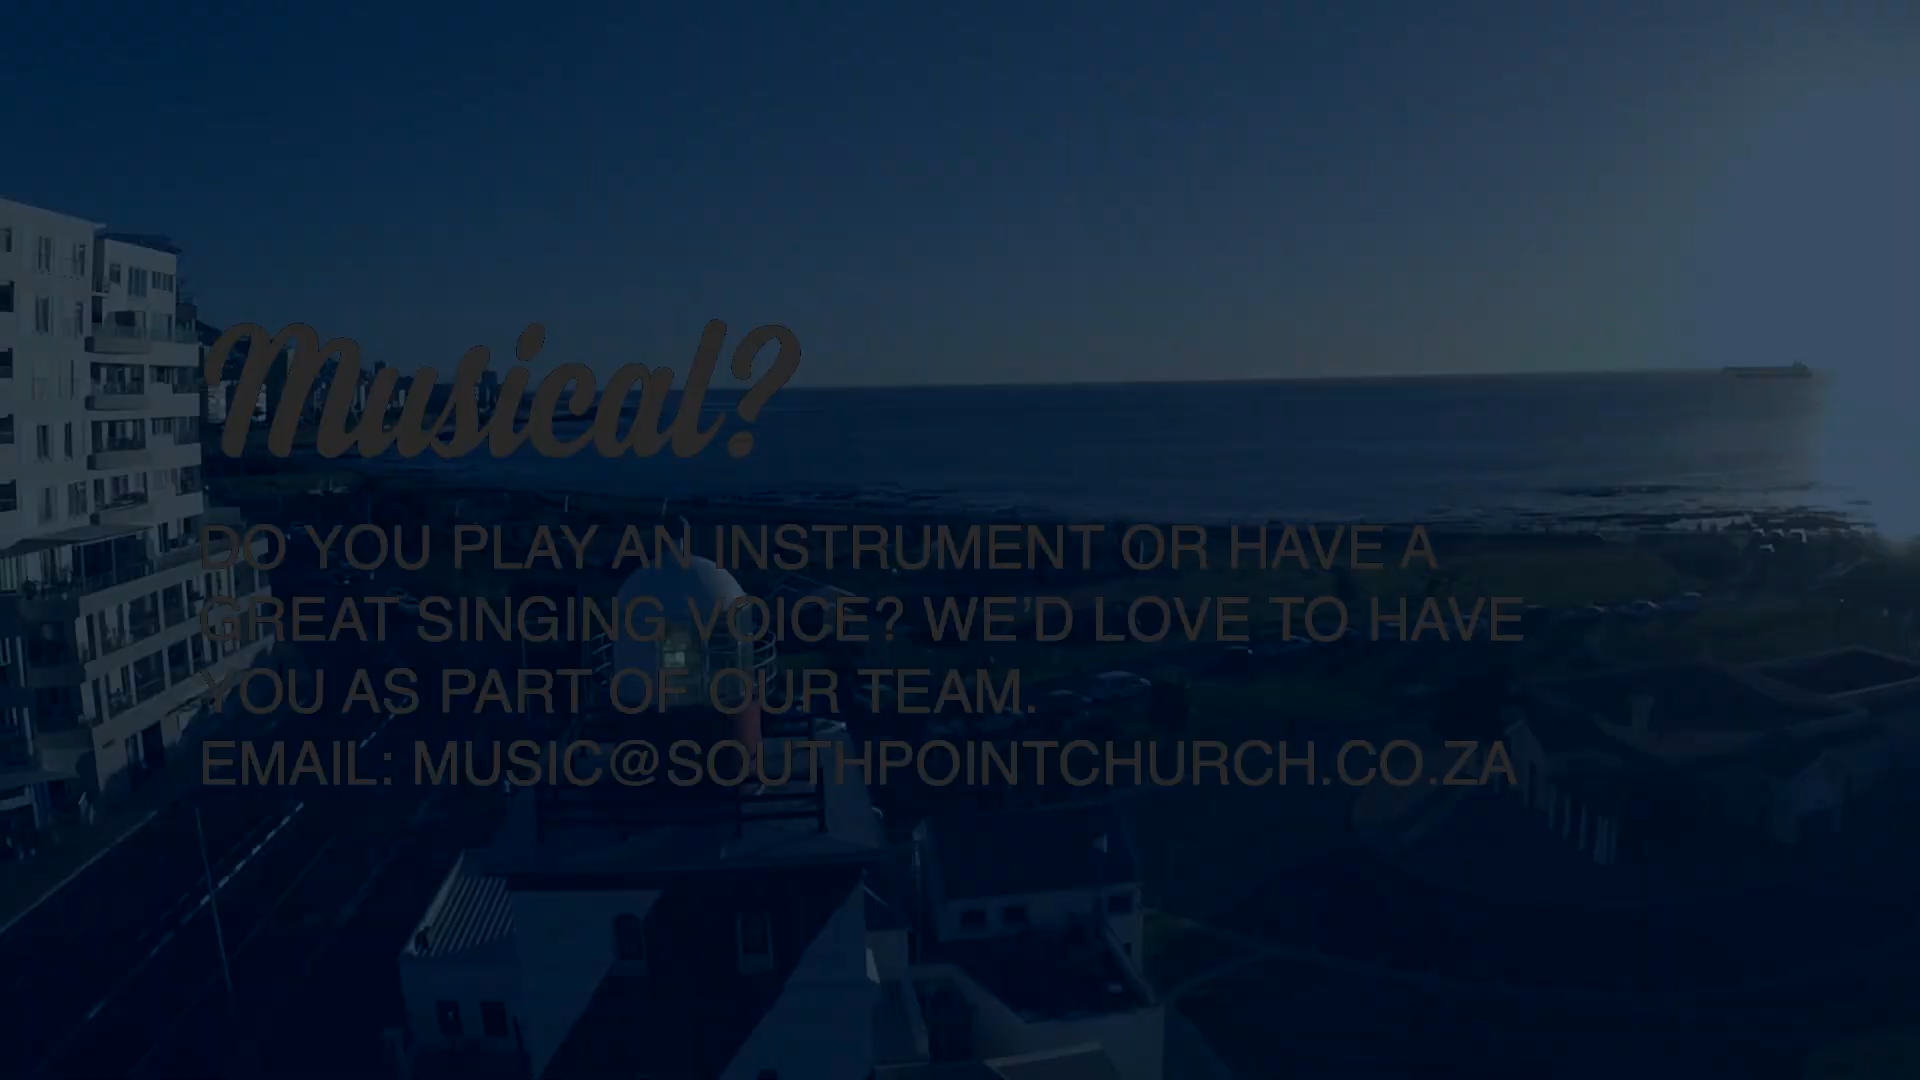 Musical?
DO YOU PLAY AN INSTRUMENT OR HAVE A
GREAT SINGING VOICE? WE'D LOVE TO HAVE
YOU AS PART OF OUR TEAM.
EMAIL: MUSIC@SOUTHPOINTCHURCH.CO.ZA